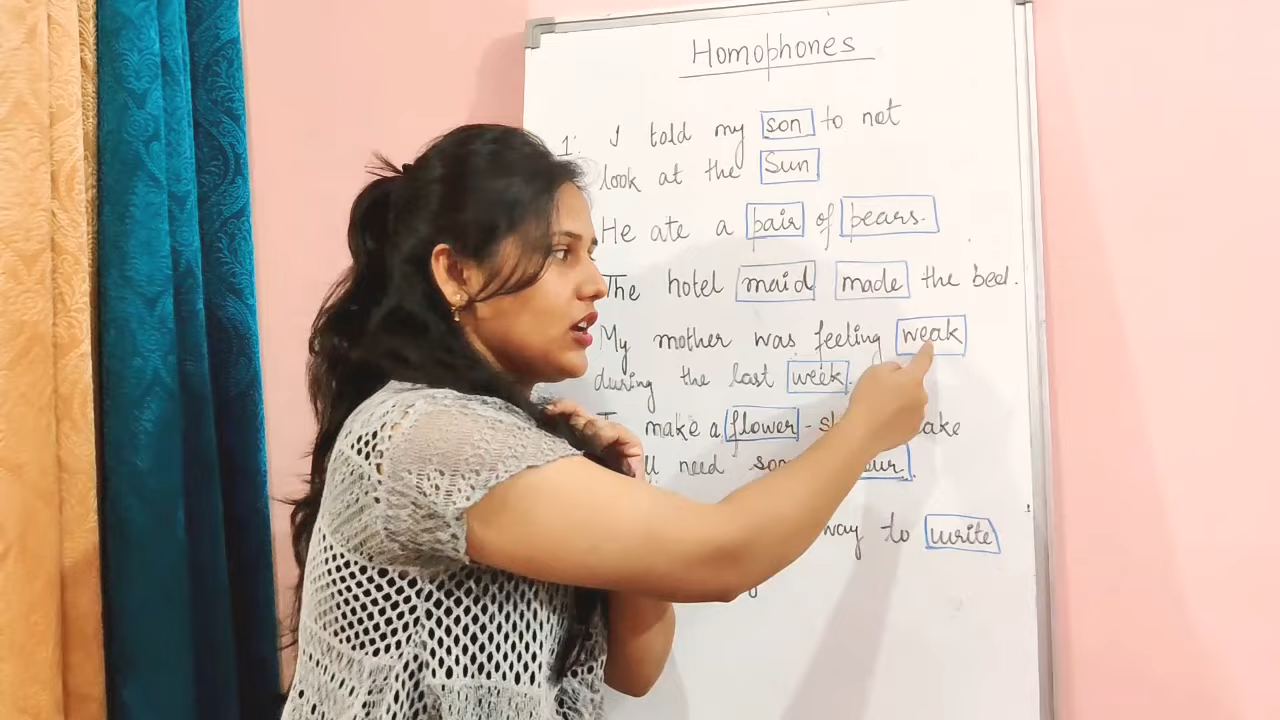 Homophones
1. I told my son to not
look at the Sun
He ate a pair of pears.
The hotel maid made the bed.
My mother was feeling weak
during the last week.
make a flower -
need
way to write